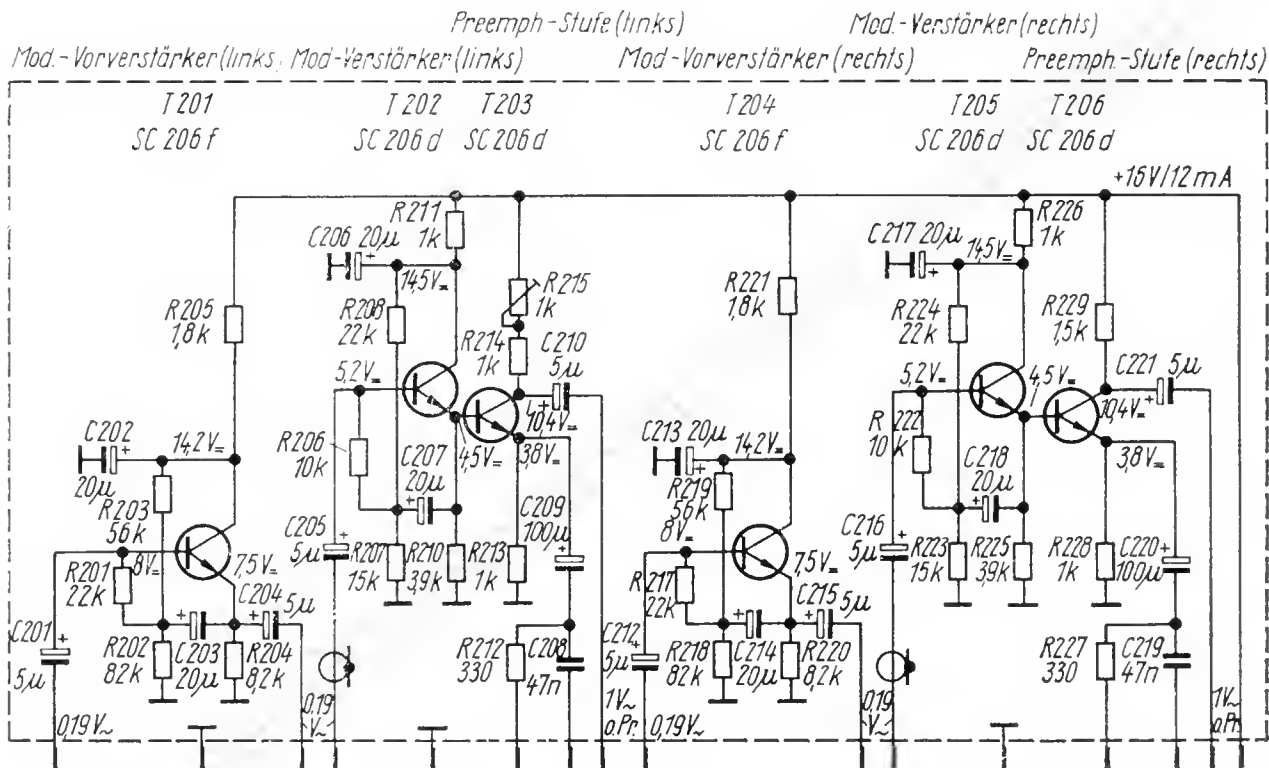 Preemph-Stufe (links) Mod.-Verstärker (rechts)
Mod.-Vorverstärker (links) Mod-Verstärker (links) Mod-Vorverstärker (rechts) Preemph.-Stufe (rechts)
T201 T202 T203 T204 T205 T206
SC 206 f SC 206 d SC 206 d SC 206 f SC 206 d SC 206 d
R211
1k
C206 20µ +
14,5V=
R205
1,8k
R208
22k
R215
1k
R214
1k
C210
5µ
+
5,2V=
10,4V=
4,5V=
3,8V=
C202
+
20µ
14,2V=
R203
56k
8V=
7,5V=
R206
10k
C207
20µ
+
C209
100µ
C205
+
5µ
R207
15k
R210
3,9k
R213
1k
R201
22k
C204
+
5µ
C201
+
5µ
R202
82k
+
C203
20µ
R204
8,2k
R212
330
C208
47n
0,19V~
0,19
V~
1V~
o.Pr.
+15V/12mA
R226
1k
C217 20µ
+
14,5V=
R221
1,8k
R224
22k
R229
1,5k
C221 5µ
+
5,2V=
4,5V=
10,4V=
3,8V=
C213 20µ
+
14,2V=
R219
56k
8V=
7,5V=
R 222
10k
C218
20µ
+
C216
+
5µ
R223
15k
R225
3,9k
R228
1k
C220
+
100µ
R217
22k
C215
+
5µ
C212
+
5µ
R218
82k
+
C214
20µ
R220
8,2k
R227
330
C219
47n
0,19V~
0,19
V~
1V~
o.Pr.